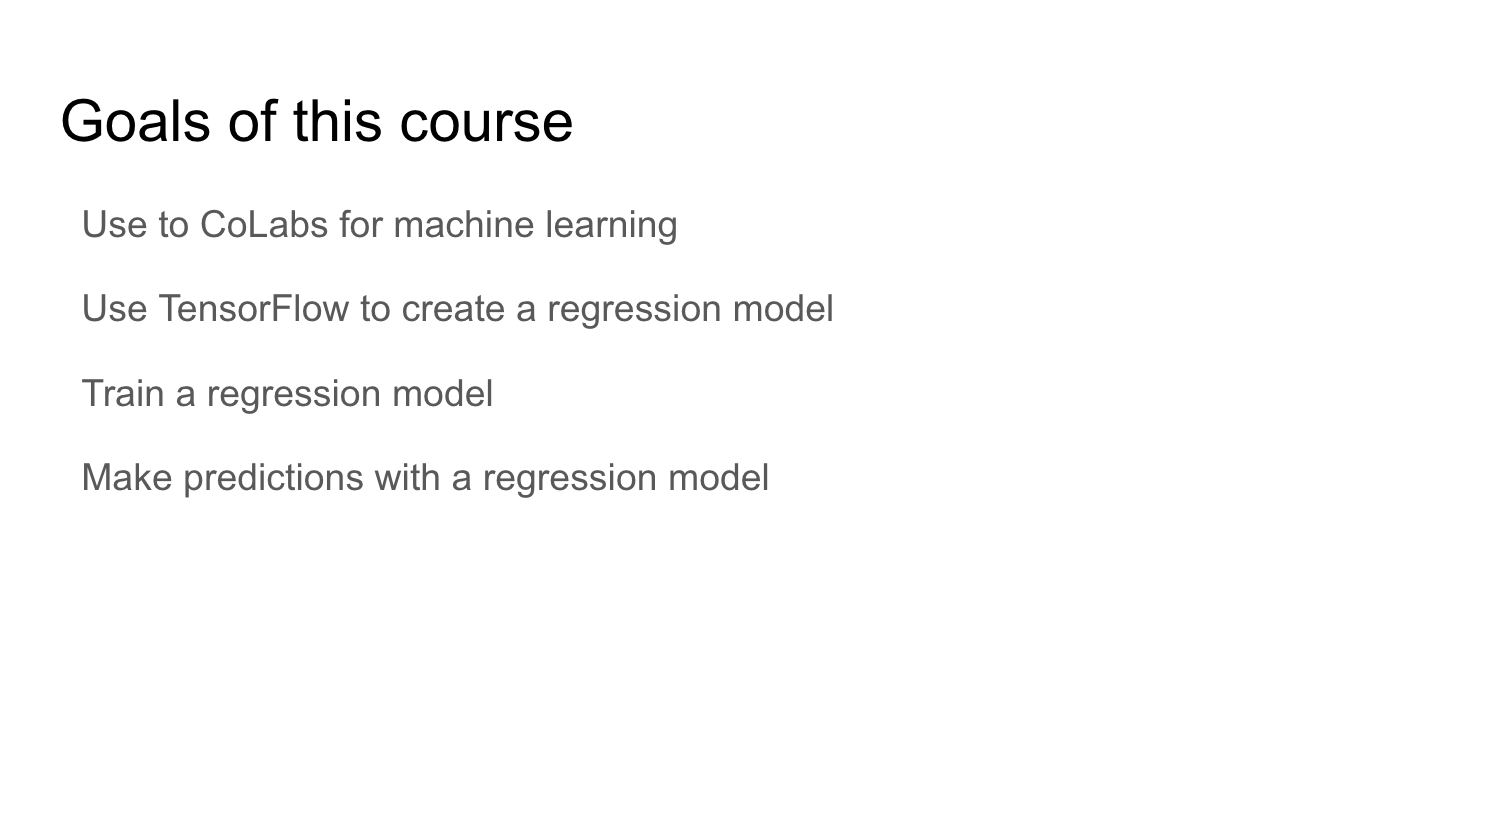 Goals of this course
Use to CoLabs for machine learning
Use TensorFlow to create a regression model
Train a regression model
Make predictions with a regression model